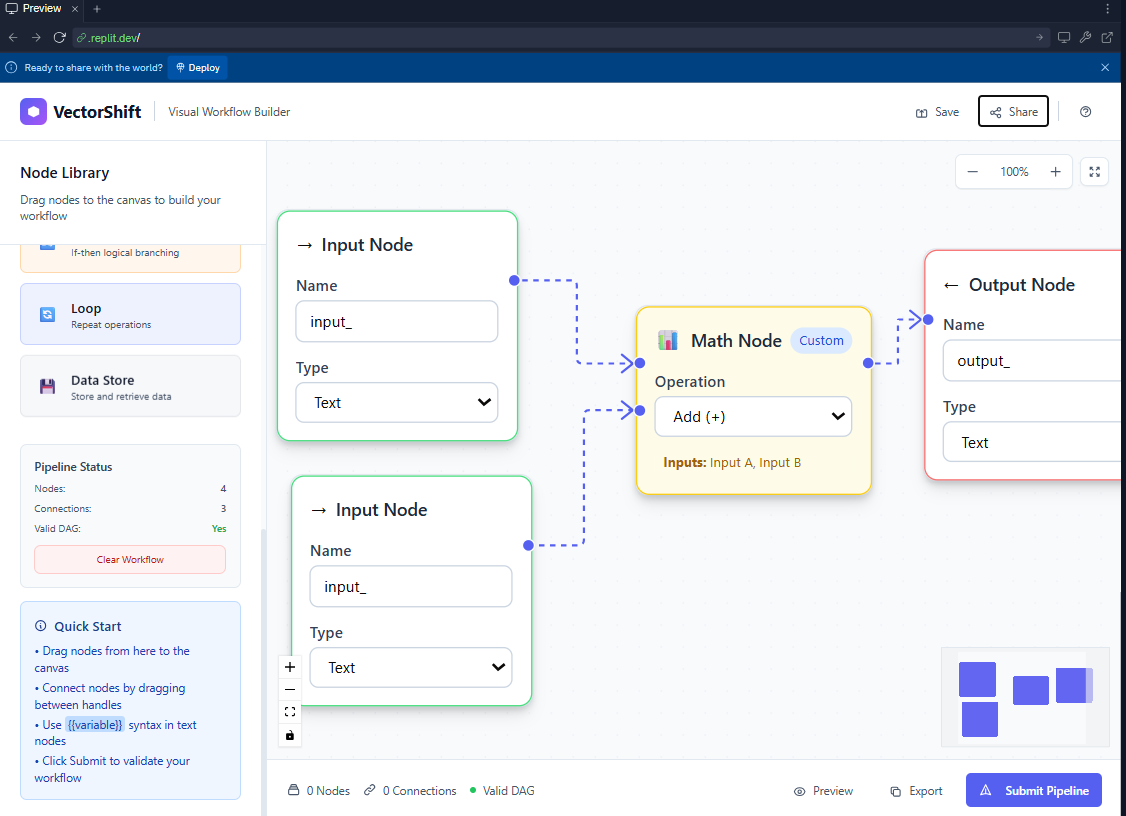 Preview
.replit.dev/
Ready to share with the world? Deploy
VectorShift Visual Workflow Builder
Save
Share
Node Library
Drag nodes to the canvas to build your
workflow
If-then logical branching
Loop
Repeat operations
Data Store
Store and retrieve data
Pipeline Status
Nodes: 4
Connections: 3
Valid DAG: Yes
Clear Workflow
Quick Start
• Drag nodes from here to the
canvas
• Connect nodes by dragging
between handles
• Use {{variable}} syntax in text
nodes
• Click Submit to validate your
workflow
100%
→ Input Node
Name
input_
Type
Text
→ Input Node
Name
input_
Type
Text
Math Node Custom
Operation
Add (+)
Inputs: Input A, Input B
← Output Node
Name
output_
Type
Text
0 Nodes
0 Connections
Valid DAG
Preview
Export
Submit Pipeline